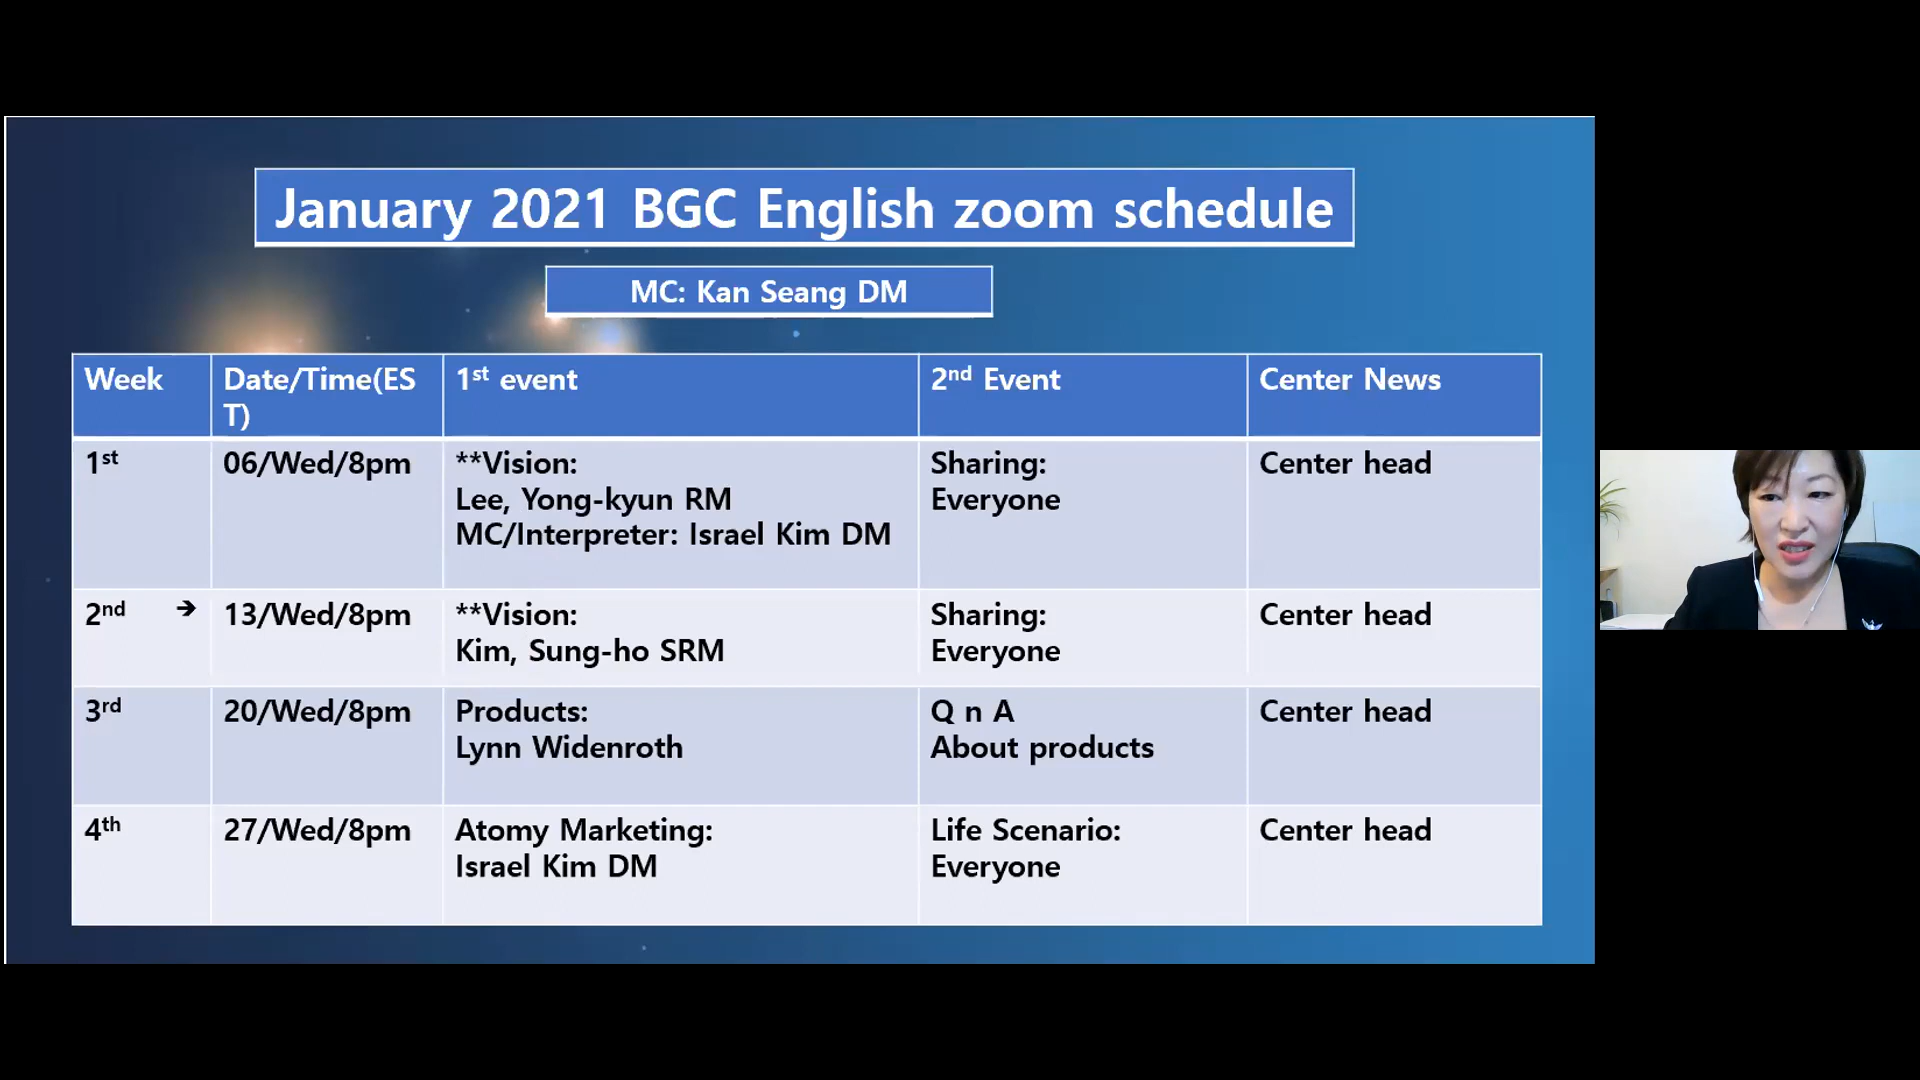 January 2021 BGC English zoom schedule
MC: Kan Seang DM
Week
Date/Time(ES
T)
1st event
2nd Event
Center News
1st
06/Wed/8pm
**Vision:
Lee, Yong-kyun RM
MC/Interpreter: Israel Kim DM
Sharing:
Everyone
Center head
2nd ➔
13/Wed/8pm
**Vision:
Kim, Sung-ho SRM
Sharing:
Everyone
Center head
3rd
20/Wed/8pm
Products:
Lynn Widenroth
Q n A
About products
Center head
4th
27/Wed/8pm
Atomy Marketing:
Israel Kim DM
Life Scenario:
Everyone
Center head